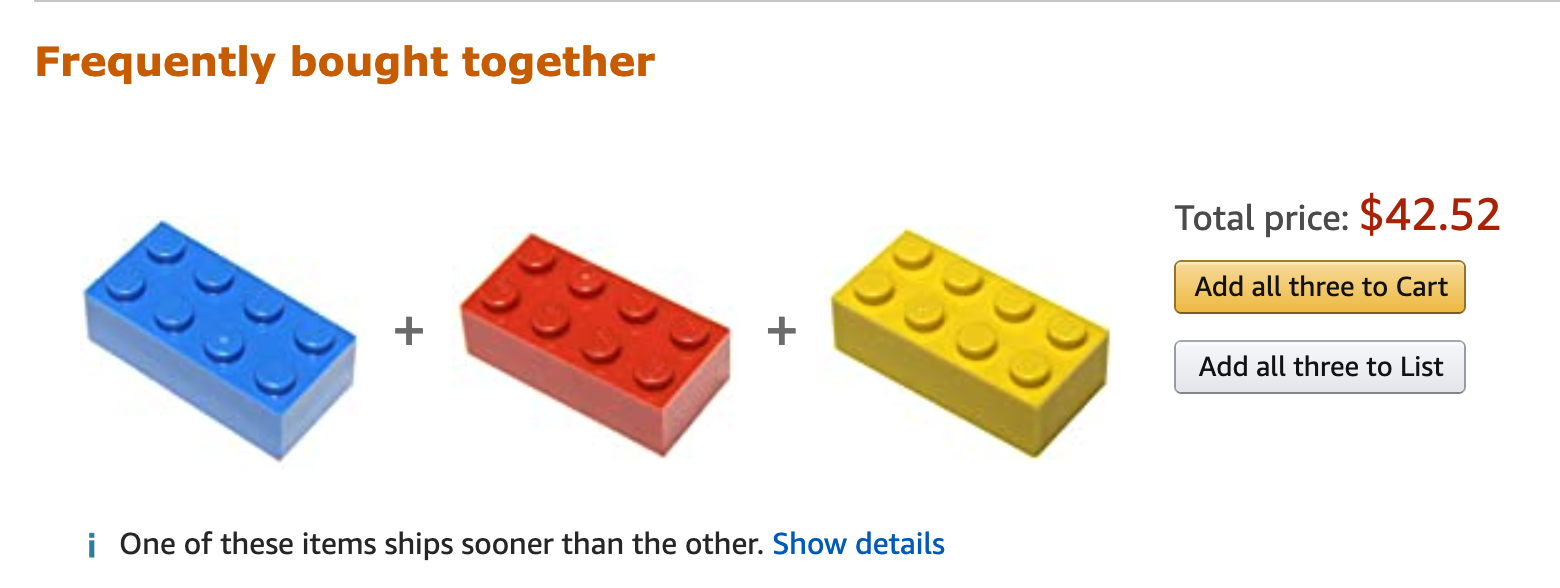 Frequently bought together
+
+
Total price: $42.52
Add all three to Cart
Add all three to List
i One of these items ships sooner than the other. Show details